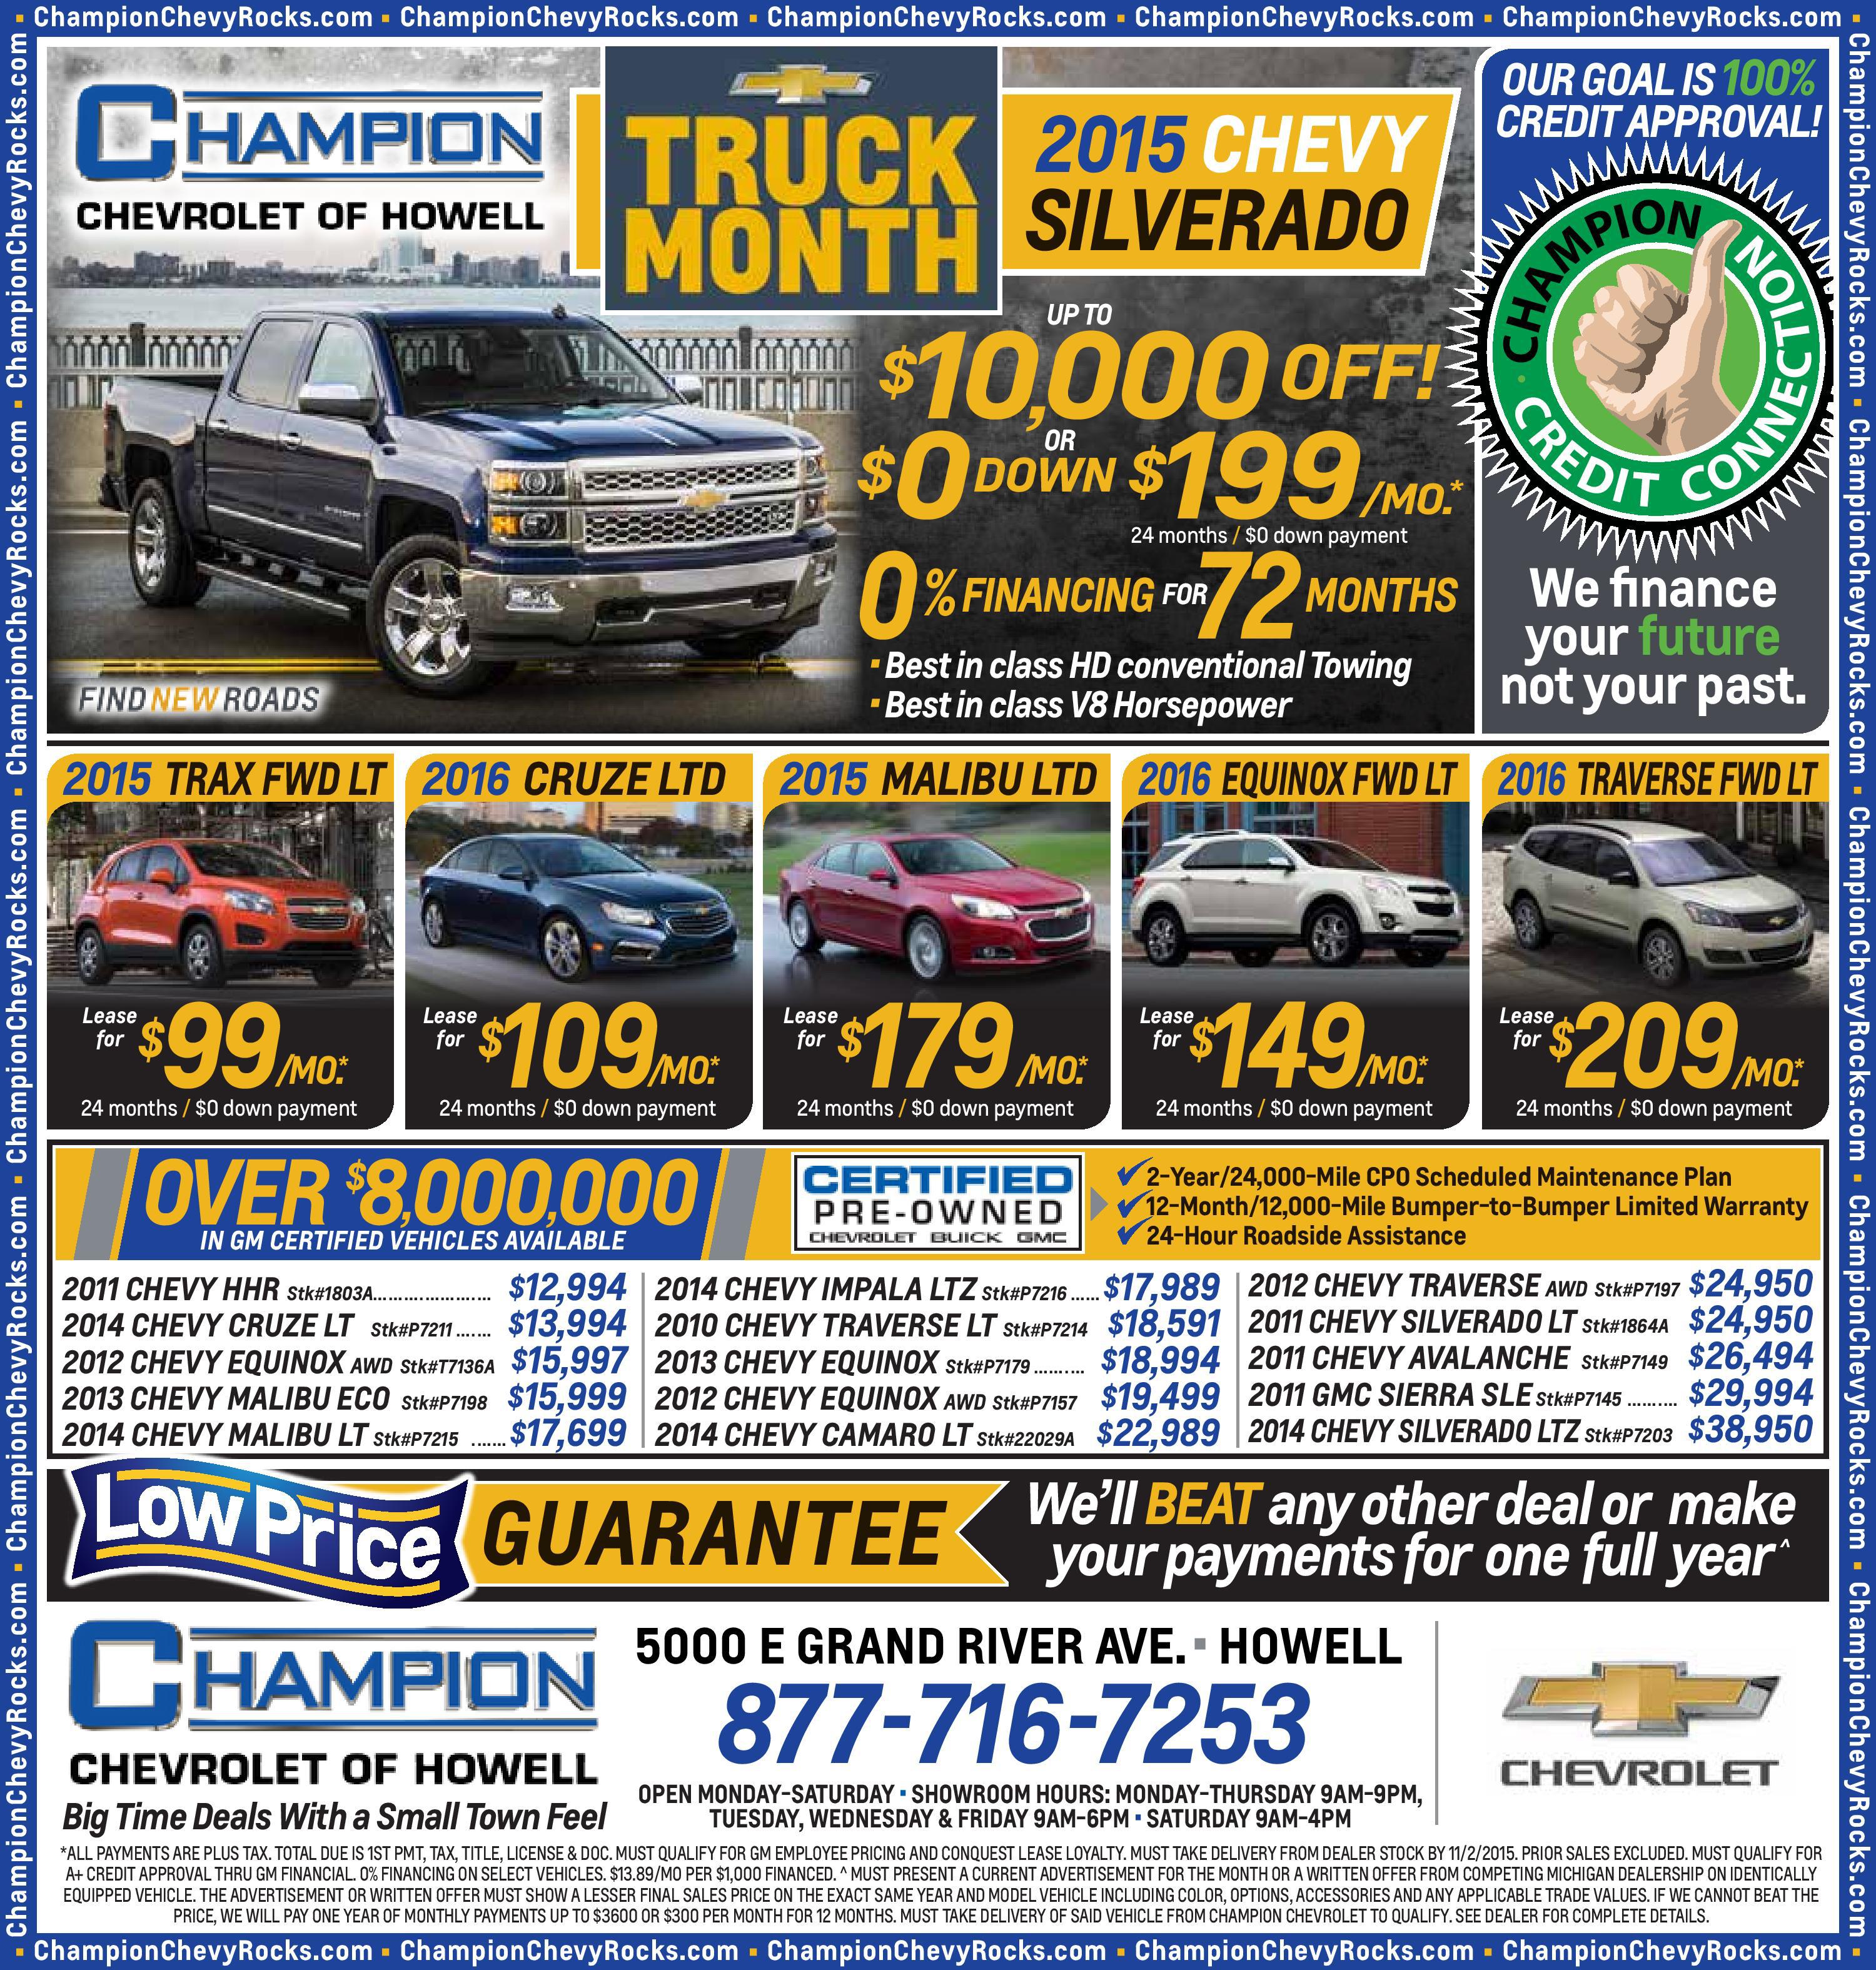 ChampionChevyRocks.com ▪ ChampionChevyRocks.com ▪ ChampionChevyRocks.com ▪ ChampionChevyRocks.com ▪ ChampionChevyRocks.com
CHAMPION
CHEVROLET OF HOWELL
TRUCK
MONTH
2015 CHEVY
SILVERADO
UP TO
$10,000 OFF!
OR
$0 DOWN $199/MO.*
24 months / $0 down payment
0% FINANCING FOR 72 MONTHS
▪ Best in class HD conventional Towing
▪ Best in class V8 Horsepower
FIND NEW ROADS
OUR GOAL IS 100%
CREDIT APPROVAL!
CHAMPION CREDIT CONNECTION
We finance
your future
not your past.
2015 TRAX FWD LT
Lease for $99/MO.*
24 months / $0 down payment
2016 CRUZE LTD
Lease for $109/MO.*
24 months / $0 down payment
2015 MALIBU LTD
Lease for $179/MO.*
24 months / $0 down payment
2016 EQUINOX FWD LT
Lease for $149/MO.*
24 months / $0 down payment
2016 TRAVERSE FWD LT
Lease for $209/MO.*
24 months / $0 down payment
OVER $8,000,000
IN GM CERTIFIED VEHICLES AVAILABLE
CERTIFIED
PRE-OWNED
CHEVROLET BUICK GMC
✓ 2-Year/24,000-Mile CPO Scheduled Maintenance Plan
✓ 12-Month/12,000-Mile Bumper-to-Bumper Limited Warranty
✓ 24-Hour Roadside Assistance
2011 CHEVY HHR Stk#1803A...................... $12,994
2014 CHEVY CRUZE LT Stk#P7211....... $13,994
2012 CHEVY EQUINOX AWD Stk#T7136A $15,997
2013 CHEVY MALIBU ECO Stk#P7198 $15,999
2014 CHEVY MALIBU LT Stk#P7215 .......$17,699
2014 CHEVY IMPALA LTZ Stk#P7216......$17,989
2010 CHEVY TRAVERSE LT Stk#P7214 $18,591
2013 CHEVY EQUINOX Stk#P7179.......... $18,994
2012 CHEVY EQUINOX AWD Stk#P7157 $19,499
2014 CHEVY CAMARO LT Stk#22029A $22,989
2012 CHEVY TRAVERSE AWD Stk#P7197 $24,950
2011 CHEVY SILVERADO LT Stk#1864A $24,950
2011 CHEVY AVALANCHE Stk#P7149 $26,494
2011 GMC SIERRA SLE Stk#P7145.......... $29,994
2014 CHEVY SILVERADO LTZ Stk#P7203 $38,950
Low Price GUARANTEE
We'll BEAT any other deal or make
your payments for one full year^
CHAMPION
CHEVROLET OF HOWELL
Big Time Deals With a Small Town Feel
5000 E GRAND RIVER AVE. ▪ HOWELL
877-716-7253
OPEN MONDAY-SATURDAY ▪ SHOWROOM HOURS: MONDAY-THURSDAY 9AM-9PM,
TUESDAY, WEDNESDAY & FRIDAY 9AM-6PM ▪ SATURDAY 9AM-4PM
CHEVROLET
*ALL PAYMENTS ARE PLUS TAX. TOTAL DUE IS 1ST PMT, TAX, TITLE, LICENSE & DOC. MUST QUALIFY FOR GM EMPLOYEE PRICING AND CONQUEST LEASE LOYALTY. MUST TAKE DELIVERY FROM DEALER STOCK BY 11/2/2015. PRIOR SALES EXCLUDED. MUST QUALIFY FOR
A+ CREDIT APPROVAL THRU GM FINANCIAL. 0% FINANCING ON SELECT VEHICLES. $13.89/MO PER $1,000 FINANCED. ^ MUST PRESENT A CURRENT ADVERTISEMENT FOR THE MONTH OR A WRITTEN OFFER FROM COMPETING MICHIGAN DEALERSHIP ON IDENTICALLY
EQUIPPED VEHICLE. THE ADVERTISEMENT OR WRITTEN OFFER MUST SHOW A LESSER FINAL SALES PRICE ON THE EXACT SAME YEAR AND MODEL VEHICLE INCLUDING COLOR, OPTIONS, ACCESSORIES AND ANY APPLICABLE TRADE VALUES. IF WE CANNOT BEAT THE
PRICE, WE WILL PAY ONE YEAR OF MONTHLY PAYMENTS UP TO $3600 OR $300 PER MONTH FOR 12 MONTHS. MUST TAKE DELIVERY OF SAID VEHICLE FROM CHAMPION CHEVROLET TO QUALIFY. SEE DEALER FOR COMPLETE DETAILS.
ChampionChevyRocks.com ▪ ChampionChevyRocks.com ▪ ChampionChevyRocks.com ▪ ChampionChevyRocks.com ▪ ChampionChevyRocks.com
ChampionChevyRocks.com ▪ ChampionChevyRocks.com ▪ ChampionChevyRocks.com ▪ ChampionChevyRocks.com ▪ ChampionChevyRocks.com
ChampionChevyRocks.com ▪ ChampionChevyRocks.com ▪ ChampionChevyRocks.com ▪ ChampionChevyRocks.com ▪ ChampionChevyRocks.com